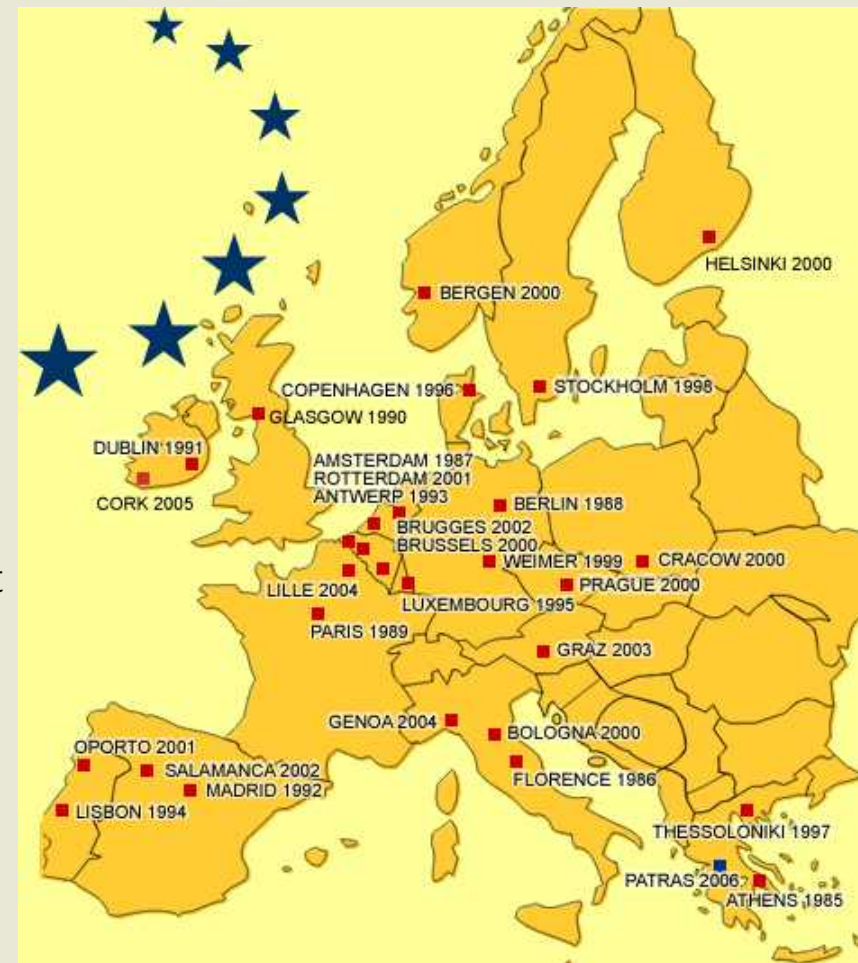 HELSINKI 2000
BERGEN 2000
COPENHAGEN 1996
STOCKHOLM 1998
GLASGOW 1990
DUBLIN 1991
CORK 2005
AMSTERDAM 1987
ROTTERDAM 2001
ANTWERP 1993
BERLIN 1988
BRUGGES 2002
BRUSSELS 2000
WEIMER 1999
CRACOW 2000
t
LILLE 2004
PRAGUE 2000
LUXEMBOURG 1995
PARIS 1989
GRAZ 2003
GENOA 2004
BOLOGNA 2000
OPORTO 2001
SALAMANCA 2002
FLORENCE 1986
MADRID 1992
LISBON 1994
THESSOLONIKI 1997
PATRAS 2006
ATHENS 1985